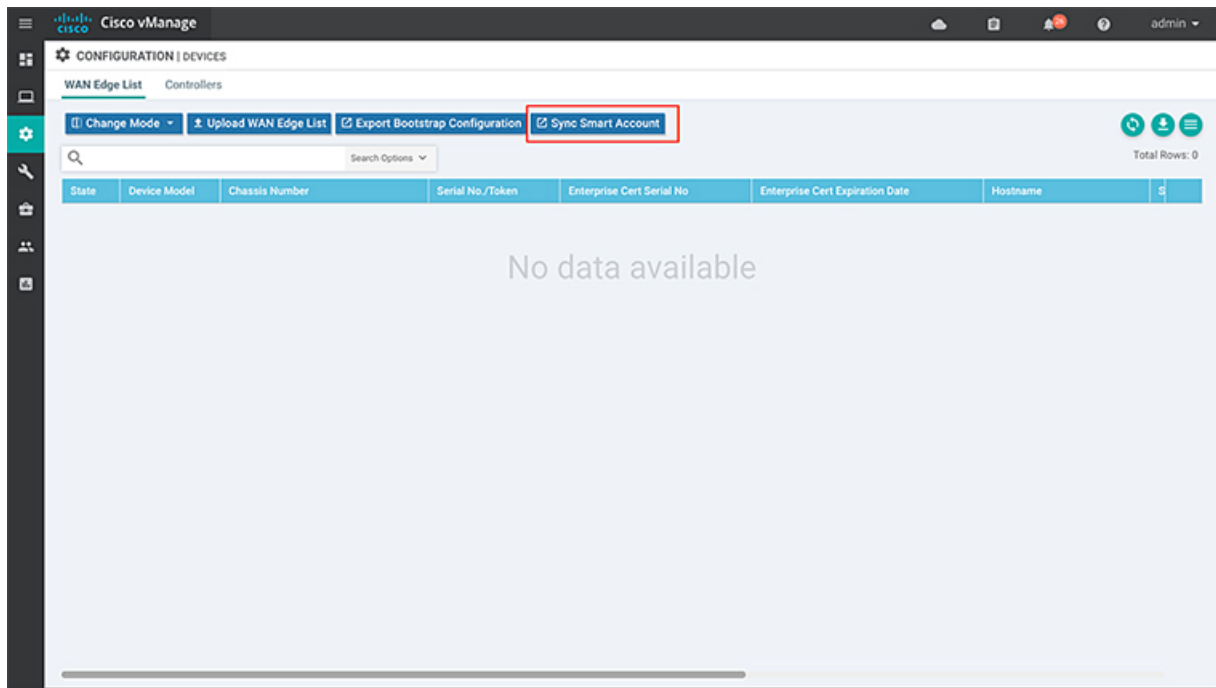 cisco Cisco vManage 26 admin
CONFIGURATION | DEVICES
WAN Edge List Controllers
Change Mode Upload WAN Edge List Export Bootstrap Configuration Sync Smart Account
Search Options Total Rows: 0
State Device Model Chassis Number Serial No./Token Enterprise Cert Serial No Enterprise Cert Expiration Date Hostname S
No data available